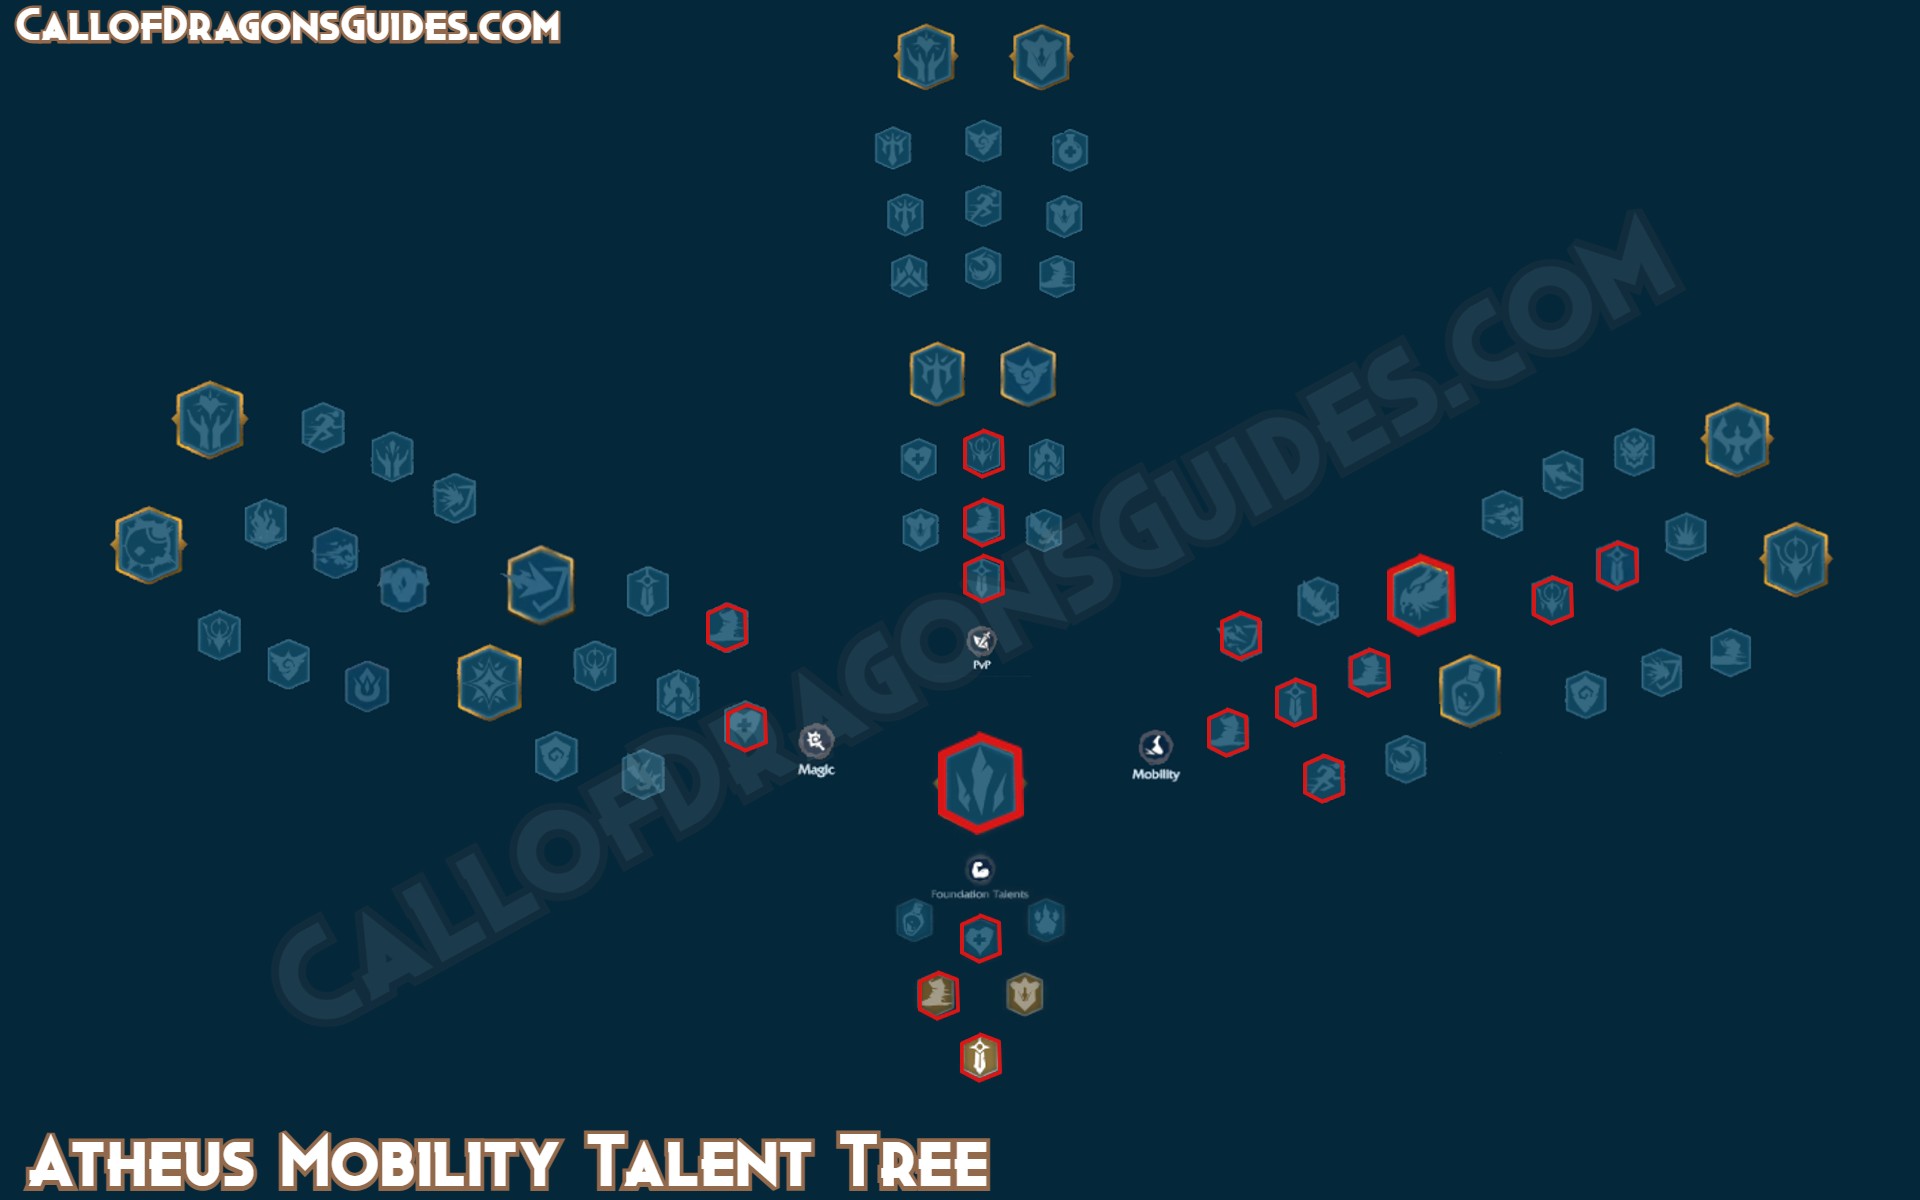 CallofDragonsGuides.com
CallofDragonsGuides.com
PvP
Magic
Mobility
Foundation Talents
Atheus Mobility Talent Tree